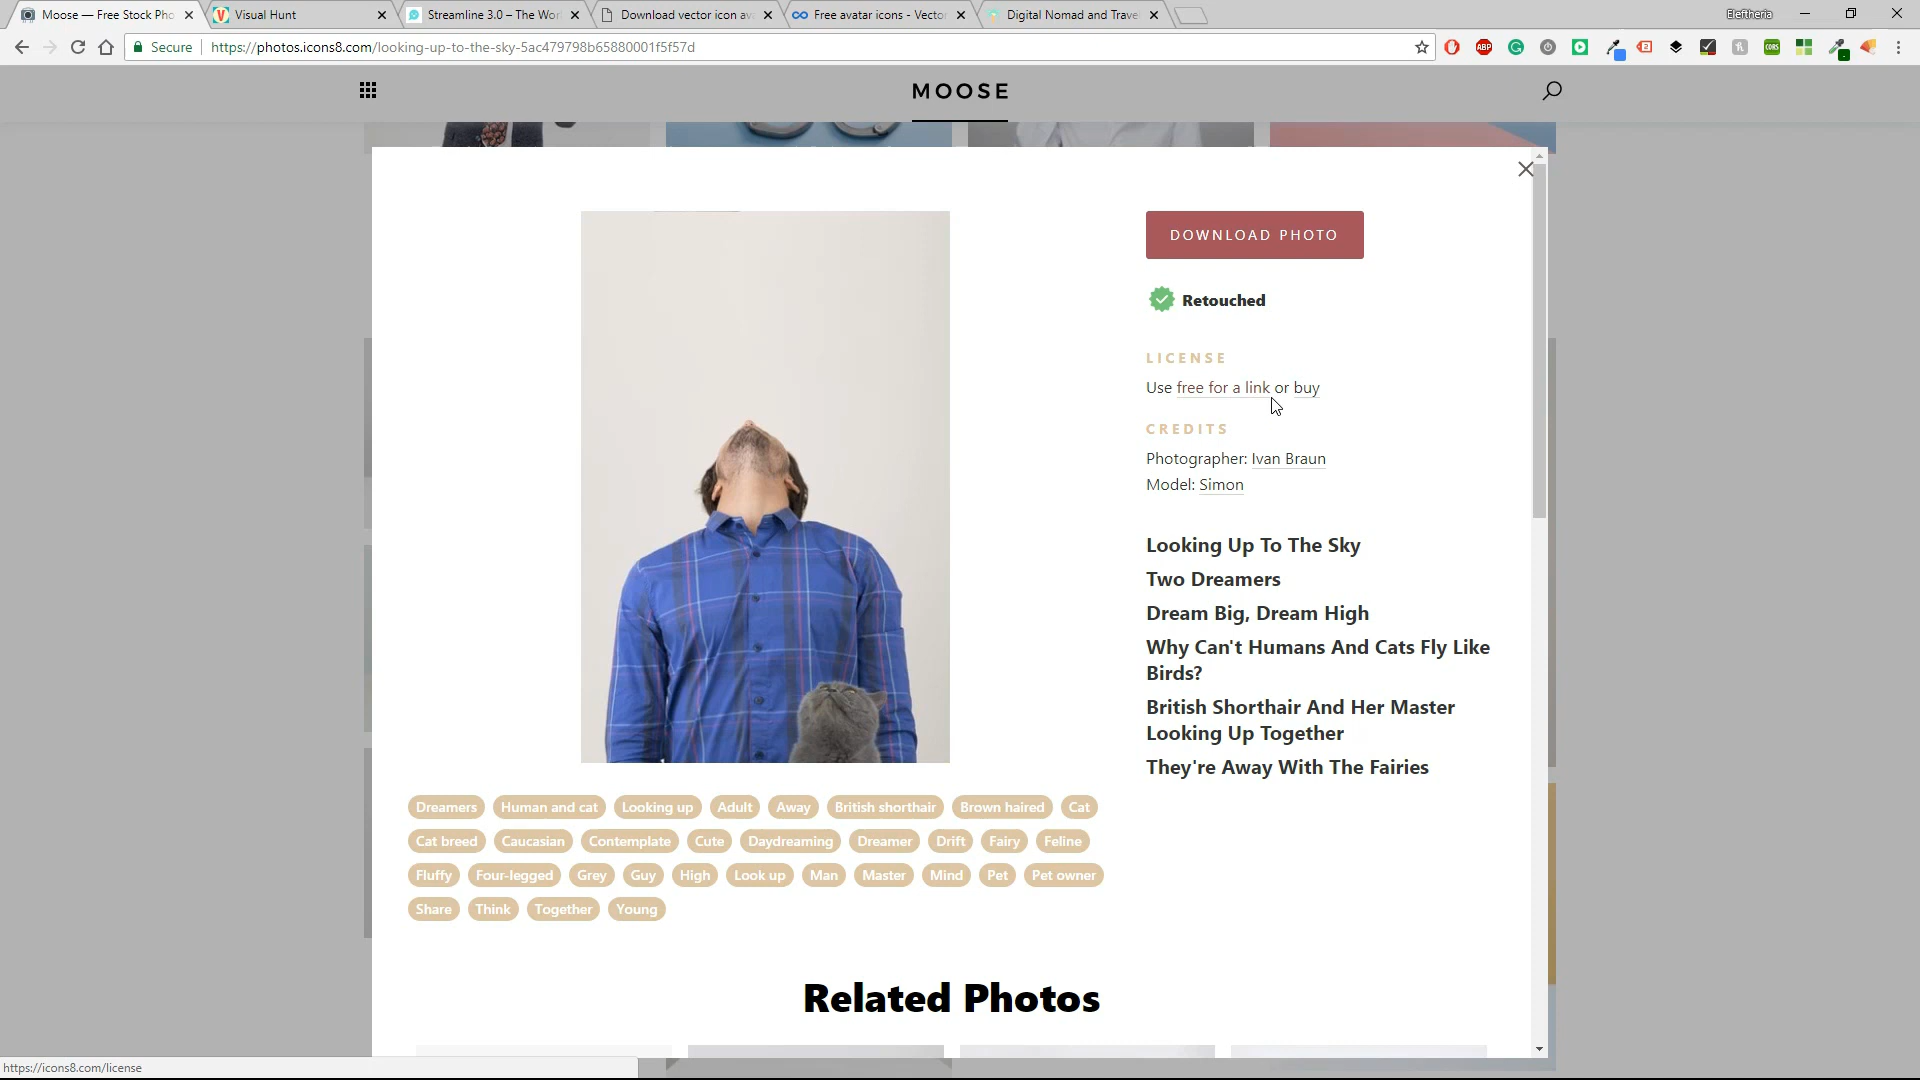 Moose — Free Stock Pho
Visual Hunt
Streamline 3.0 – The Wor
Download vector icon av
Free avatar icons - Vector
Digital Nomad and Trave
Eleftheria
Secure
https://photos.icons8.com/looking-up-to-the-sky-5ac479798b65880001f5f57d
ABP
2
CORS
MOOSE
DOWNLOAD PHOTO
Retouched
LICENSE
Use free for a link or buy
CREDITS
Photographer: Ivan Braun
Model: Simon
Looking Up To The Sky
Two Dreamers
Dream Big, Dream High
Why Can't Humans And Cats Fly Like
Birds?
British Shorthair And Her Master
Looking Up Together
They're Away With The Fairies
Dreamers Human and cat Looking up Adult Away British shorthair Brown haired Cat
Cat breed Caucasian Contemplate Cute Daydreaming Dreamer Drift Fairy Feline
Fluffy Four-legged Grey Guy High Look up Man Master Mind Pet Pet owner
Share Think Together Young
Related Photos
https://icons8.com/license